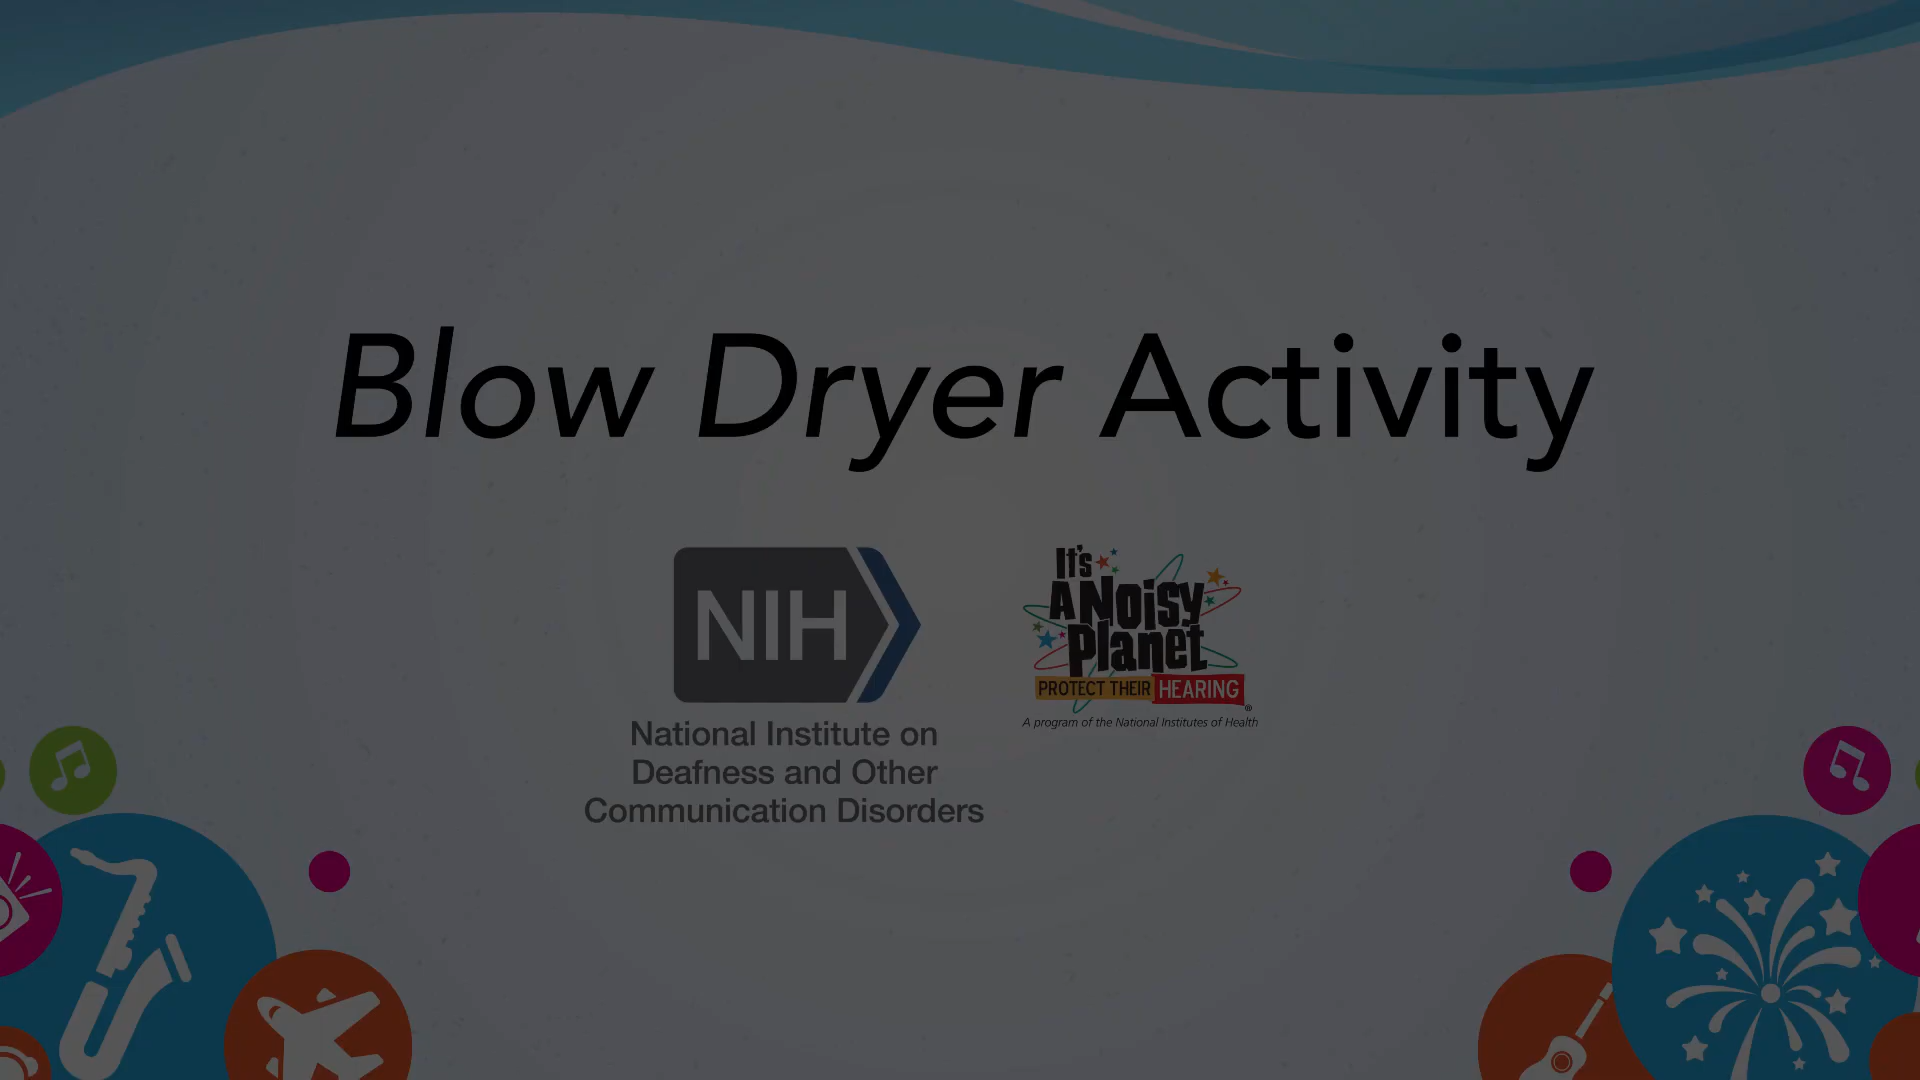 Blow Dryer Activity
NIH
National Institute on
Deafness and Other
Communication Disorders
It's
A Noisy
Planet
PROTECT THEIR HEARING®
A program of the National Institutes of Health